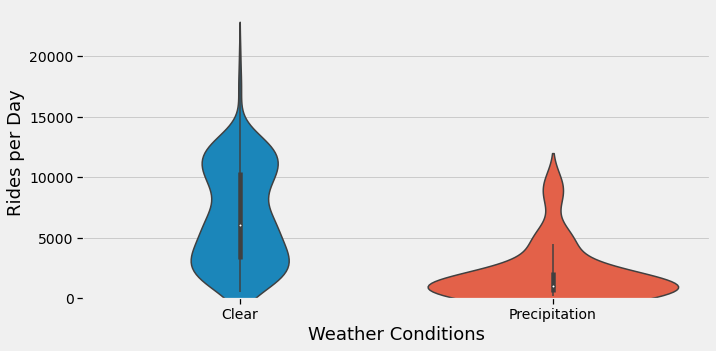 20000
15000
10000
5000
0
Rides per Day
Clear
Precipitation
Weather Conditions